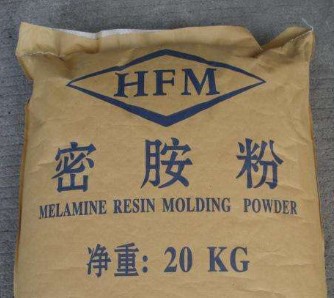 HFM
密胺粉
MELAMINE RESIN MOLDING POWDER
净重: 20 KG